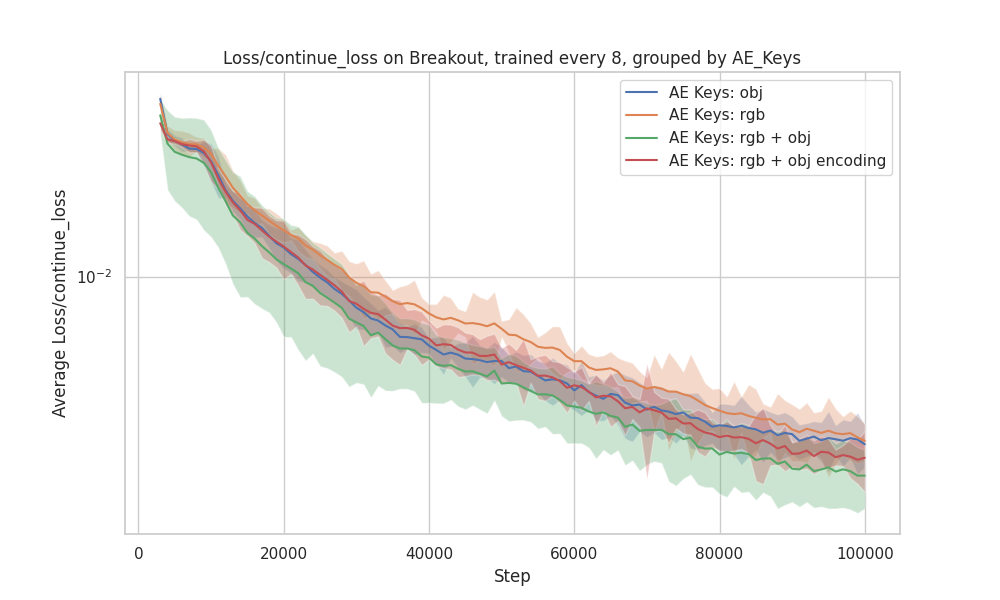 Loss/continue_loss on Breakout, trained every 8, grouped by AE_Keys
AE Keys: obj
AE Keys: rgb
AE Keys: rgb + obj
AE Keys: rgb + obj encoding
Average Loss/continue_loss
10⁻²
0 20000 40000 60000 80000 100000
Step